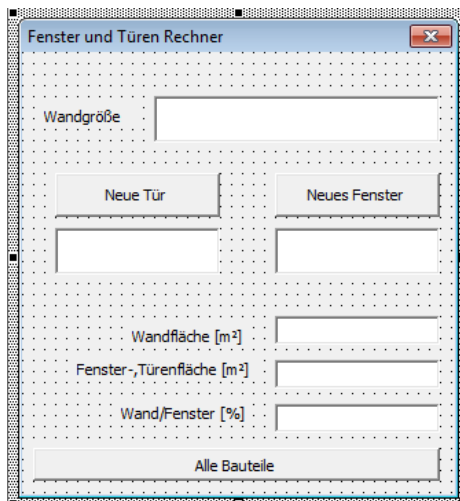 Fenster und Türen Rechner
Wandgröße
Neue Tür Neues Fenster
Wandfläche [m²]
Fenster-,Türenfläche [m²]
Wand/Fenster [%]
Alle Bauteile